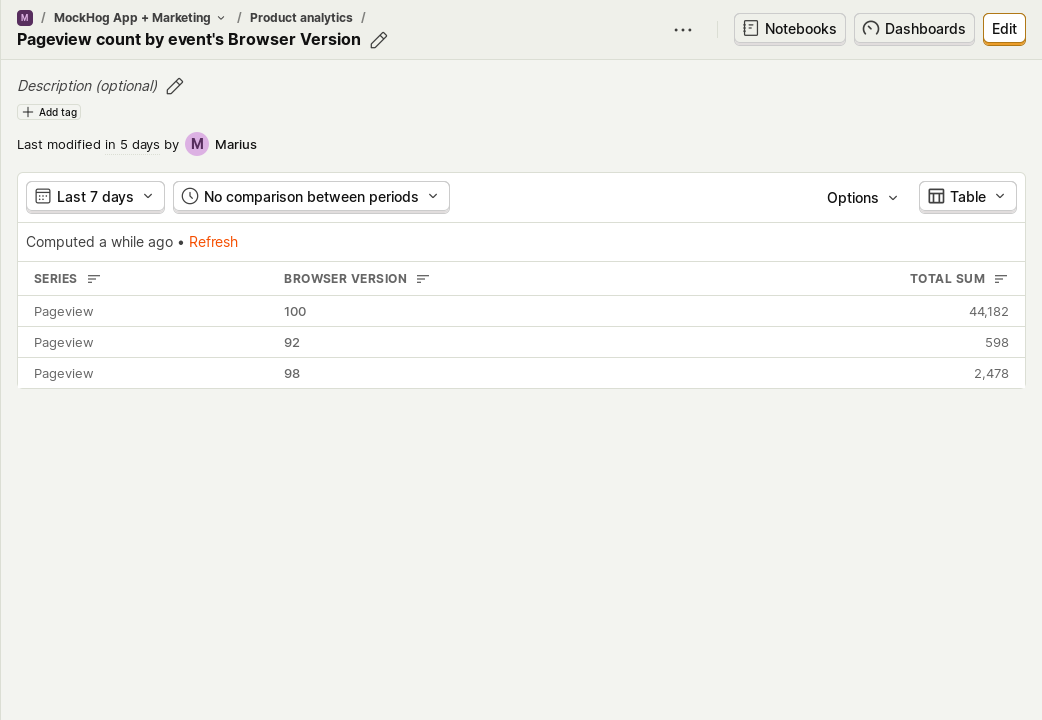 M / MockHog App + Marketing / Product analytics /
Pageview count by event's Browser Version
Notebooks Dashboards Edit
Description (optional)
+ Add tag
Last modified in 5 days by M Marius
Last 7 days No comparison between periods Options Table
Computed a while ago • Refresh
SERIES BROWSER VERSION TOTAL SUM
Pageview 100 44,182
Pageview 92 598
Pageview 98 2,478